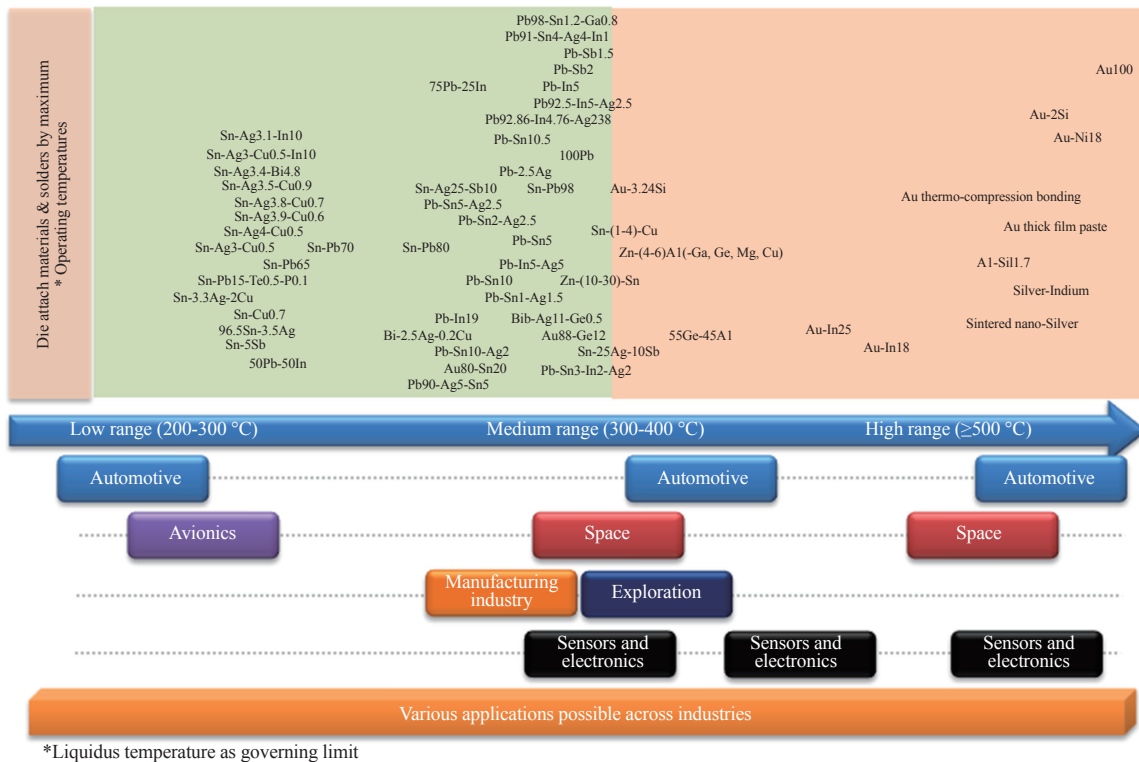 Die attach materials & solders by maximum
* Operating temperatures
Pb98-Sn1.2-Ga0.8
Pb91-Sn4-Ag4-In1
Pb-Sb1.5
Pb-Sb2
Au100
75Pb-25In
Pb-In5
Pb92.5-In5-Ag2.5
Au-2Si
Pb92.86-In4.76-Ag238
Sn-Ag3.1-In10
Pb-Sn10.5
Au-Ni18
Sn-Ag3-Cu0.5-In10
100Pb
Sn-Ag3.4-Bi4.8
Pb-2.5Ag
Sn-Ag3.5-Cu0.9
Sn-Ag25-Sb10
Sn-Pb98
Au-3.24Si
Au thermo-compression bonding
Sn-Ag3.8-Cu0.7
Pb-Sn5-Ag2.5
Sn-Ag3.9-Cu0.6
Pb-Sn2-Ag2.5
Sn-Ag4-Cu0.5
Sn-(1-4)-Cu
Au thick film paste
Sn-Ag3-Cu0.5
Sn-Pb70
Sn-Pb80
Pb-Sn5
Zn-(4-6)A1(-Ga, Ge, Mg, Cu)
Sn-Pb65
Pb-In5-Ag5
A1-Sil1.7
Sn-Pb15-Te0.5-P0.1
Pb-Sn10
Zn-(10-30)-Sn
Silver-Indium
Sn-3.3Ag-2Cu
Pb-Sn1-Ag1.5
Sn-Cu0.7
Pb-In19
Bib-Ag11-Ge0.5
Sintered nano-Silver
96.5Sn-3.5Ag
Bi-2.5Ag-0.2Cu
Au88-Ge12
55Ge-45A1
Au-In25
Sn-5Sb
Pb-Sn10-Ag2
Sn-25Ag-10Sb
Au-In18
50Pb-50In
Au80-Sn20
Pb-Sn3-In2-Ag2
Pb90-Ag5-Sn5
Low range (200-300 °C)
Medium range (300-400 °C)
High range (≥500 °C)
Automotive
Automotive
Automotive
Avionics
Space
Space
Manufacturing
industry
Exploration
Sensors and
electronics
Sensors and
electronics
Sensors and
electronics
Various applications possible across industries
*Liquidus temperature as governing limit